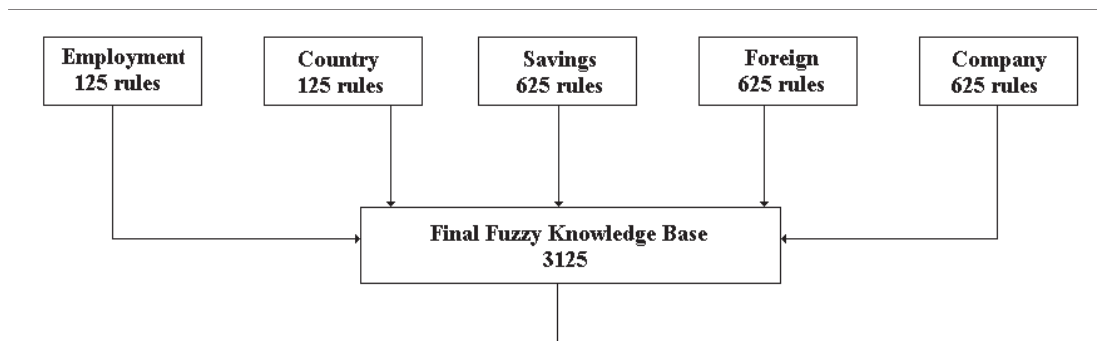 Employment
125 rules
Country
125 rules
Savings
625 rules
Foreign
625 rules
Company
625 rules
Final Fuzzy Knowledge Base
3125